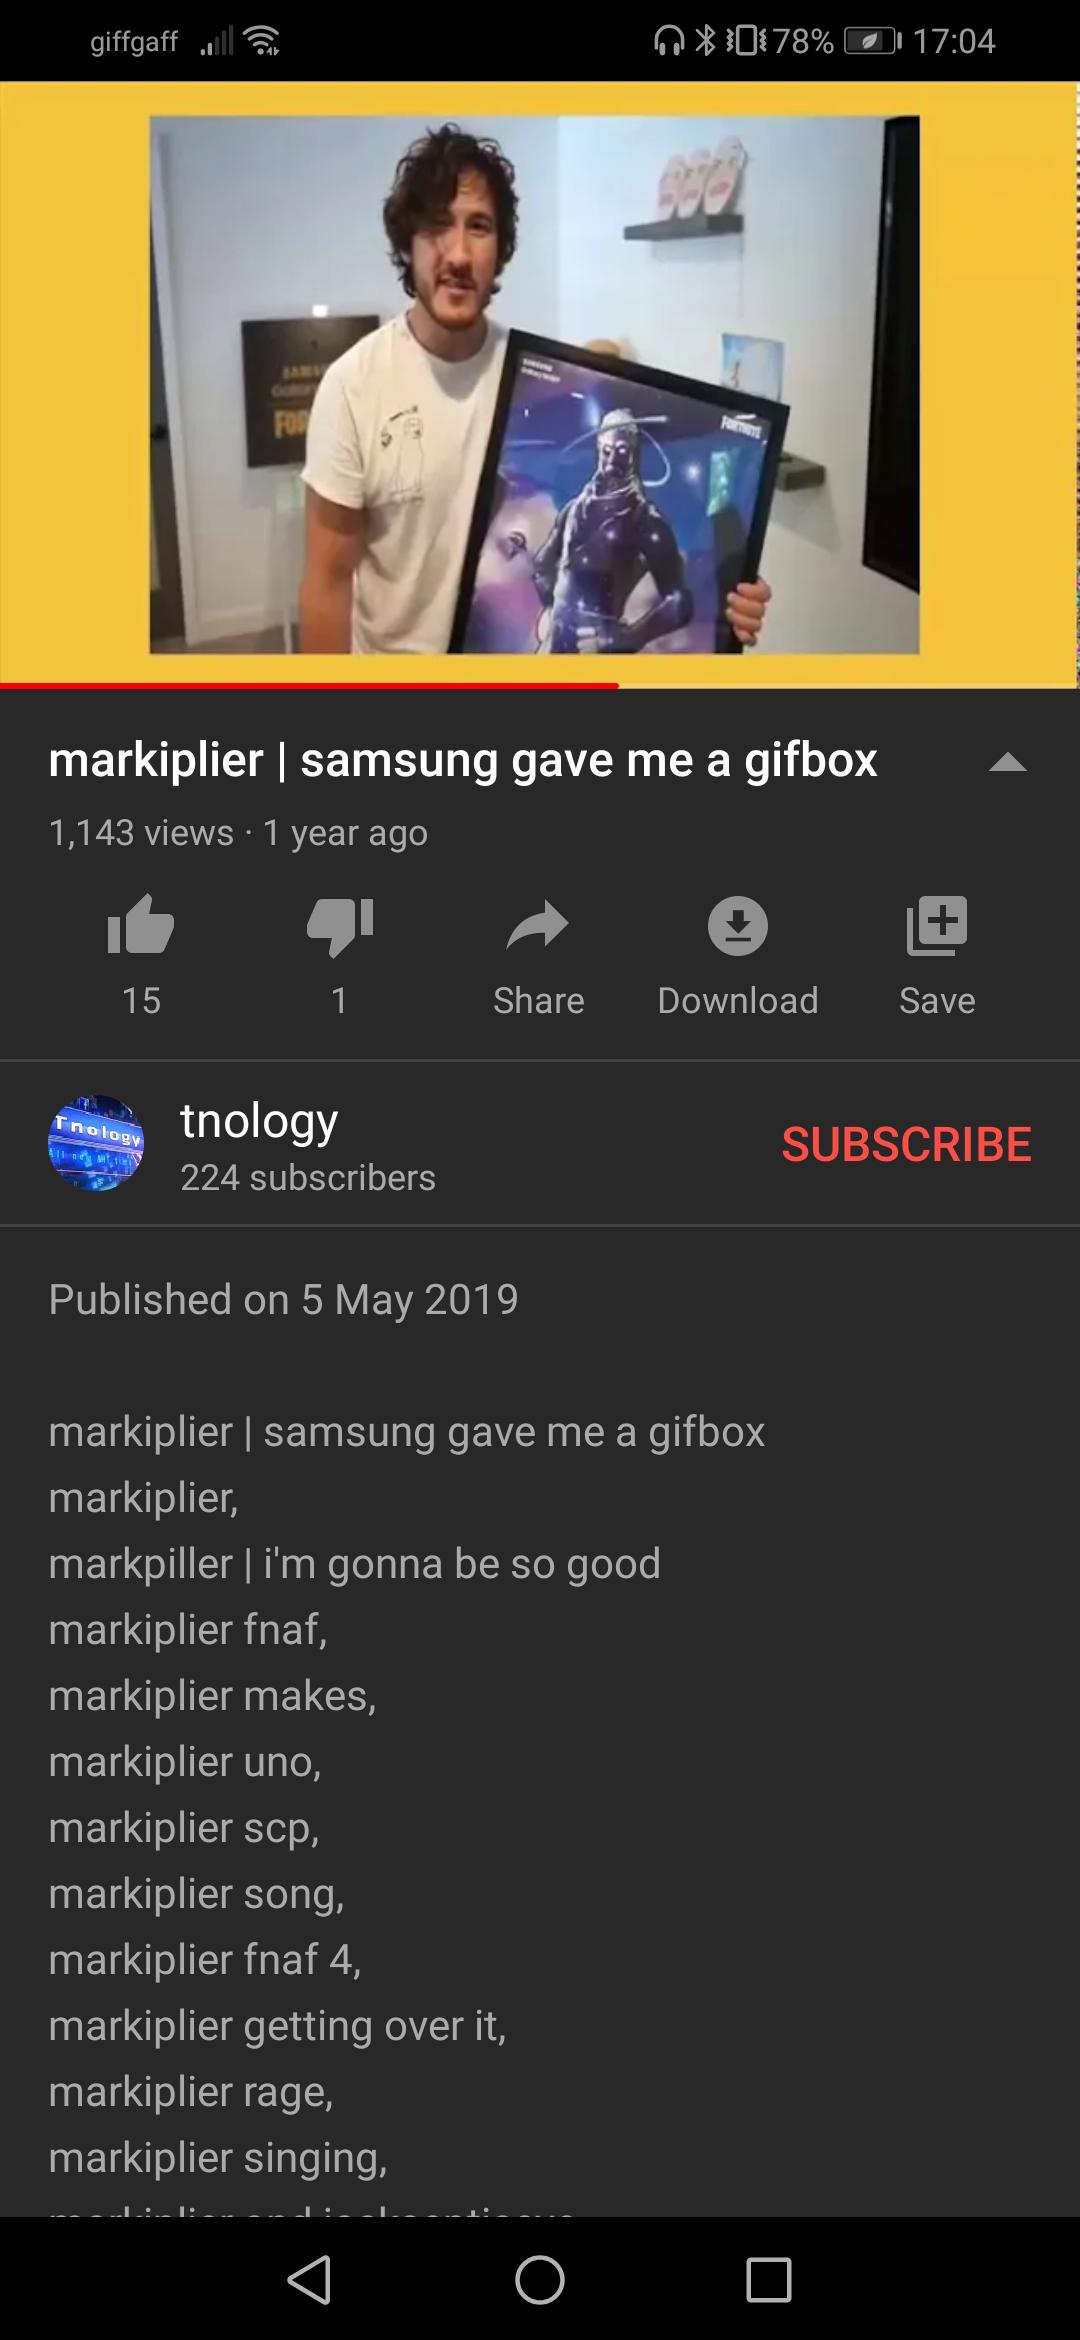 giffgaff 78% 17:04
SAMSUNG
FORTNITE
markiplier | samsung gave me a gifbox
1,143 views · 1 year ago
15 1 Share Download Save
Tnology
tnology
224 subscribers
SUBSCRIBE
Published on 5 May 2019
markiplier | samsung gave me a gifbox
markiplier,
markpiller | i'm gonna be so good
markiplier fnaf,
markiplier makes,
markiplier uno,
markiplier scp,
markiplier song,
markiplier fnaf 4,
markiplier getting over it,
markiplier rage,
markiplier singing,